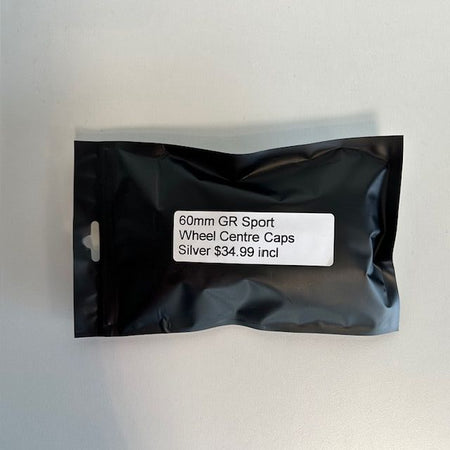 60mm GR Sport
Wheel Centre Caps
Silver $34.99 incl